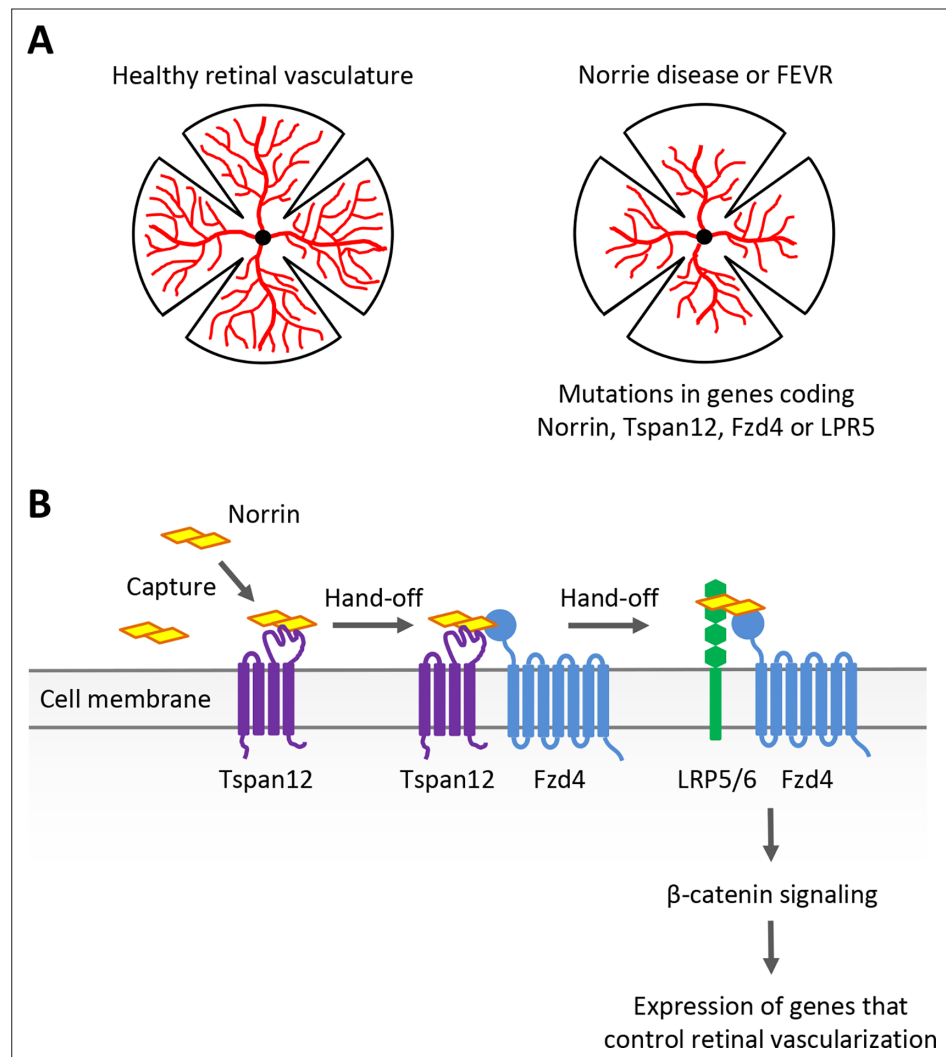 A
Healthy retinal vasculature
Norrie disease or FEVR
Mutations in genes coding
Norrin, Tspan12, Fzd4 or LPR5
B
Norrin
Capture
Hand-off
Hand-off
Cell membrane
Tspan12
Tspan12
Fzd4
LRP5/6
Fzd4
β-catenin signaling
Expression of genes that
control retinal vascularization